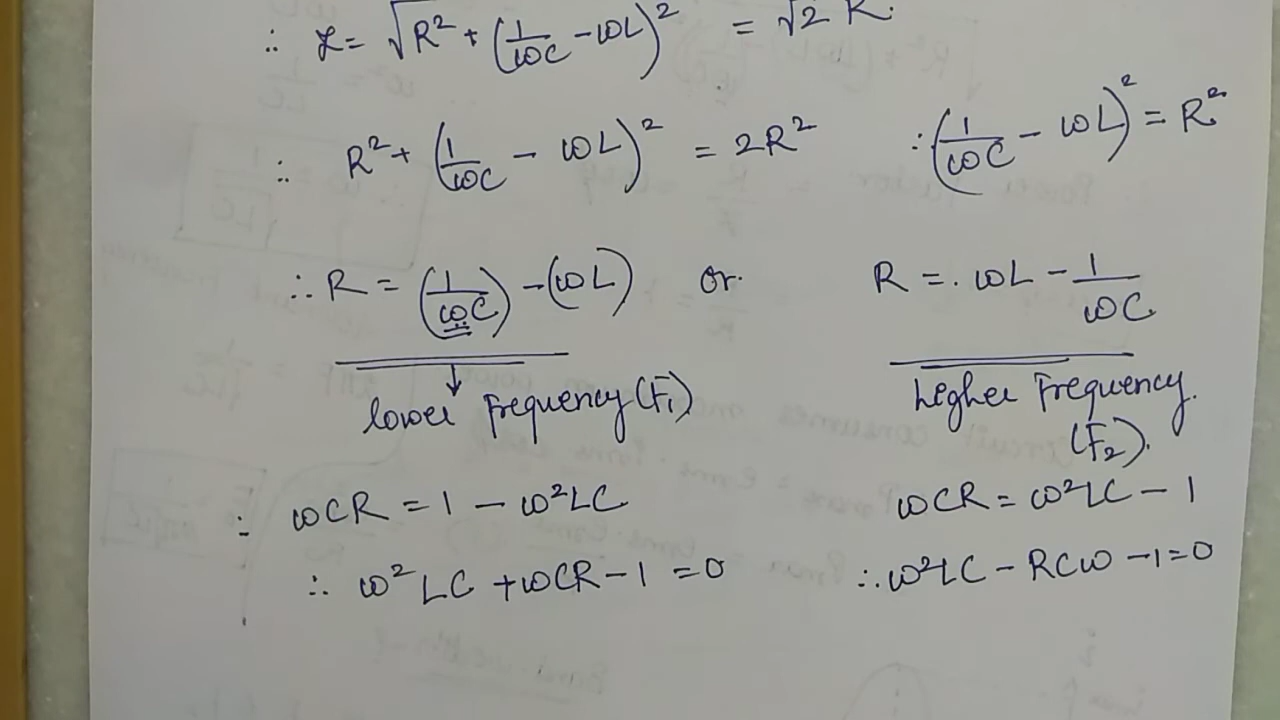 ∴ Z = √(R² + (1/ωC - ωL)²) = √2 R.
∴ R² + (1/ωC - ωL)² = 2R² ∴ (1/ωC - ωL)² = R²
∴ R = (1/ωC) - (ωL) or R = . ωL - 1/ωC
↓ lower Frequency (F₁) higher Frequency.
(F₂).
∴ ωCR = 1 - ω²LC ωCR = ω²LC - 1
∴ ω²LC + ωCR - 1 = 0 ∴ ω²LC - RCω - 1 = 0